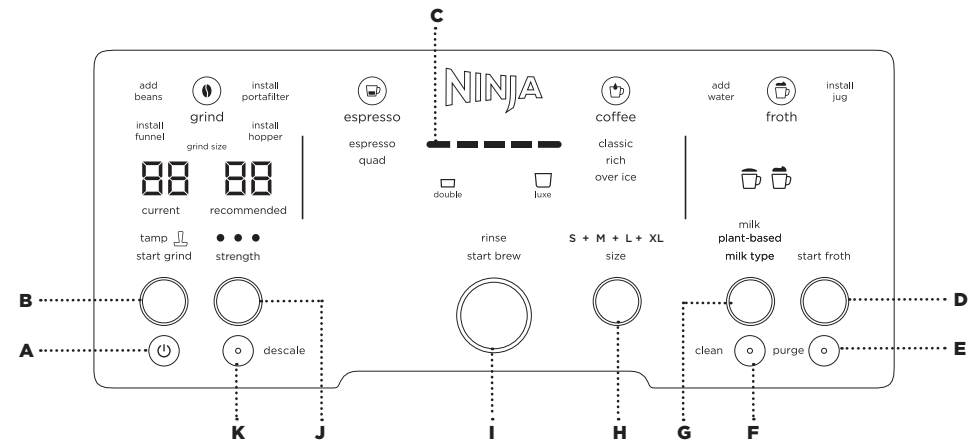 C
add
beans
install
portafilter
grind
install
funnel
install
hopper
grind size
88 88
current recommended
tamp
start grind
strength
espresso
espresso
quad
NINJA
double
luxe
coffee
classic
rich
over ice
add
water
install
jug
froth
rinse
start brew
S + M + L + XL
size
milk
plant-based
milk type
start froth
B
D
A
descale
clean
purge
E
K
J
I
H
G
F